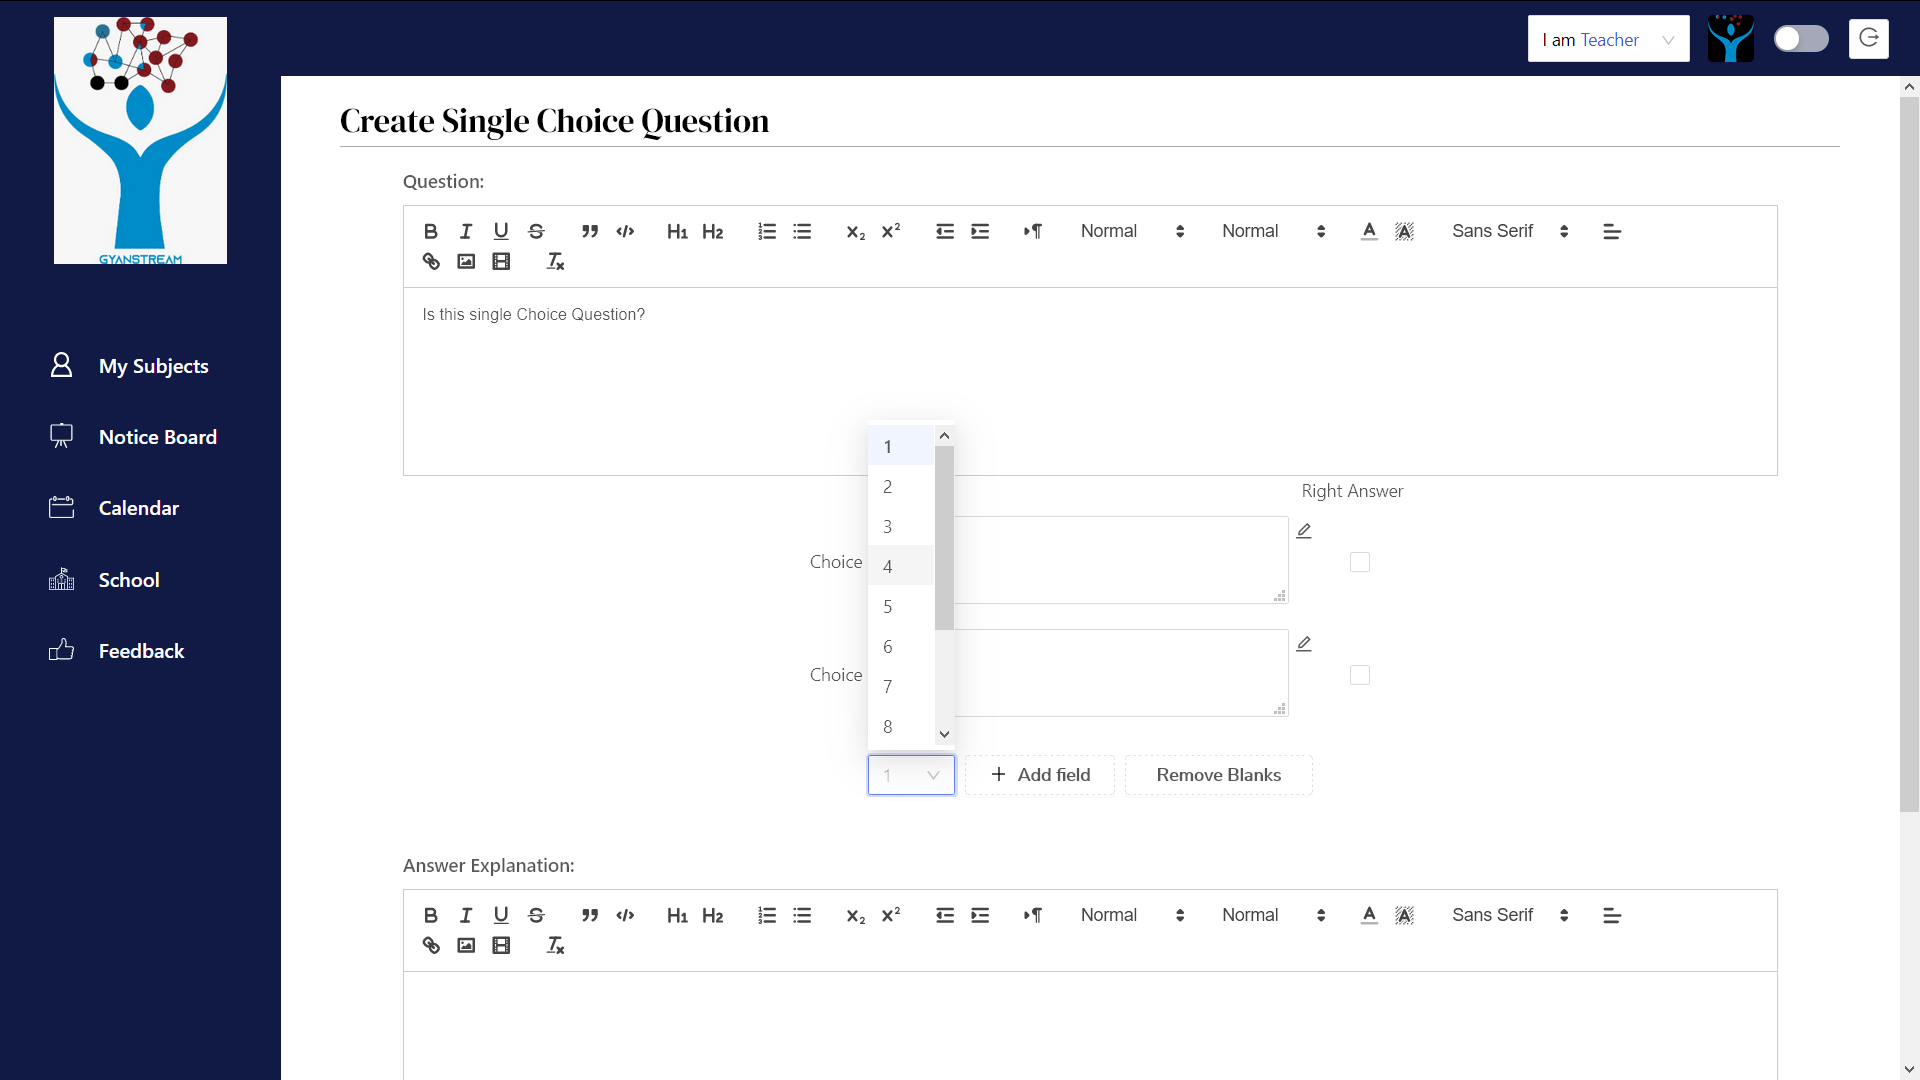 I am Teacher
GYANSTREAM
My Subjects
Notice Board
Calendar
School
Feedback
Create Single Choice Question
Question:
Normal Normal Sans Serif
Is this single Choice Question?
1
2
3
4
5
6
7
8
Right Answer
Choice
Choice
1
+ Add field
Remove Blanks
Answer Explanation:
Normal Normal Sans Serif